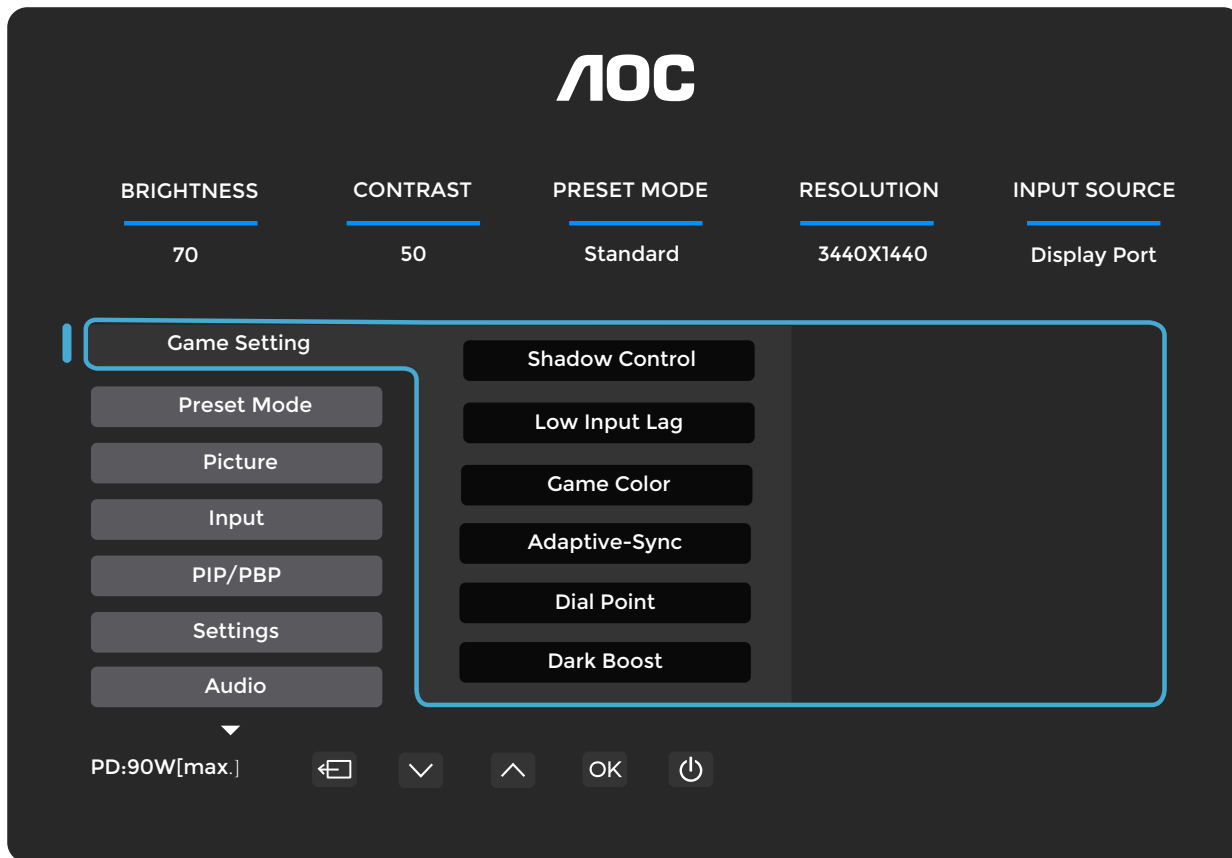 AOC
BRIGHTNESS CONTRAST PRESET MODE RESOLUTION INPUT SOURCE
70 50 Standard 3440X1440 Display Port
Game Setting
Preset Mode
Picture
Input
PIP/PBP
Settings
Audio
Shadow Control
Low Input Lag
Game Color
Adaptive-Sync
Dial Point
Dark Boost
PD:90W[max.]
OK